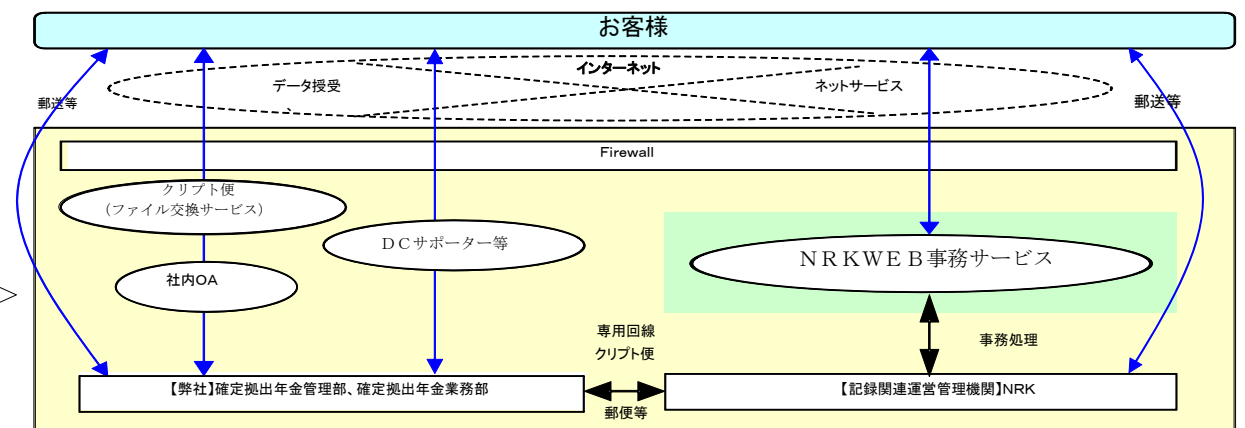 お客様
インターネット
データ授受
ネットサービス
郵送等
郵送等
Firewall
クリプト便
(ファイル交換サービス)
DCサポーター等
NRKWEB事務サービス
社内OA
専用回線
クリプト便
事務処理
【弊社】確定拠出年金管理部、確定拠出年金業務部
【記録関連運営管理機関】NRK
郵便等